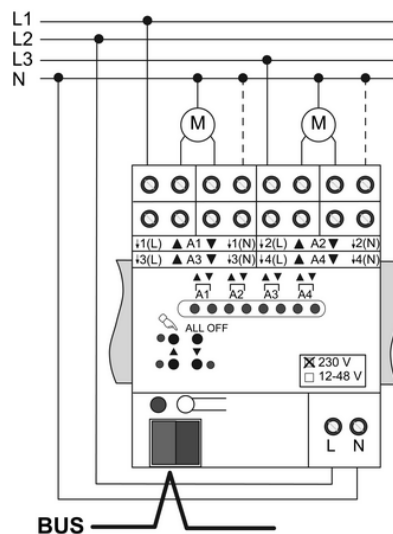 L1
L2
L3
N
M M
↓1(L) ▲ A1 ▼ ↓1(N) ↓2(L) ▲ A2 ▼ ↓2(N)
↓3(L) ▲ A3 ▼ ↓3(N) ↓4(L) ▲ A4 ▼ ↓4(N)
▲▼ ▲▼ ▲▼ ▲▼
A1 A2 A3 A4
ALL OFF
▲ ▼
☒ 230 V
☐ 12-48 V
L N
BUS